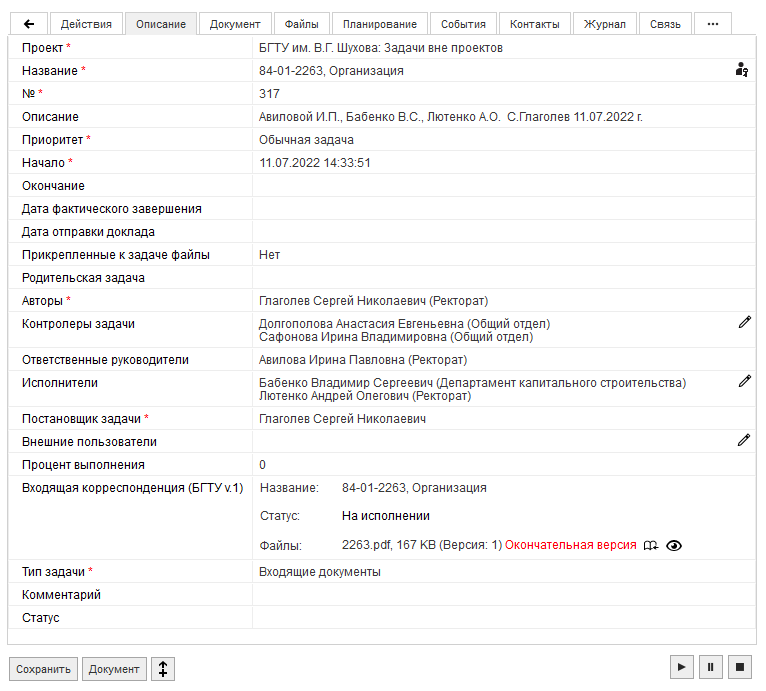 Действия Описание Документ Файлы Планирование События Контакты Журнал Связь ...
Проект * БГТУ им. В.Г. Шухова: Задачи вне проектов
Название * 84-01-2263, Организация
№ * 317
Описание Авиловой И.П., Бабенко В.С., Лютенко А.О. С.Глаголев 11.07.2022 г.
Приоритет * Обычная задача
Начало * 11.07.2022 14:33:51
Окончание
Дата фактического завершения
Дата отправки доклада
Прикрепленные к задаче файлы Нет
Родительская задача
Авторы * Глаголев Сергей Николаевич (Ректорат)
Контролеры задачи Долгополова Анастасия Евгеньевна (Общий отдел)
Сафонова Ирина Владимировна (Общий отдел)
Ответственные руководители Авилова Ирина Павловна (Ректорат)
Исполнители Бабенко Владимир Сергеевич (Департамент капитального строительства)
Лютенко Андрей Олегович (Ректорат)
Постановщик задачи * Глаголев Сергей Николаевич
Внешние пользователи
Процент выполнения 0
Входящая корреспонденция (БГТУ v.1) Название: 84-01-2263, Организация
Статус: На исполнении
Файлы: 2263.pdf, 167 KB (Версия: 1) Окончательная версия
Тип задачи * Входящие документы
Комментарий
Статус
Сохранить Документ